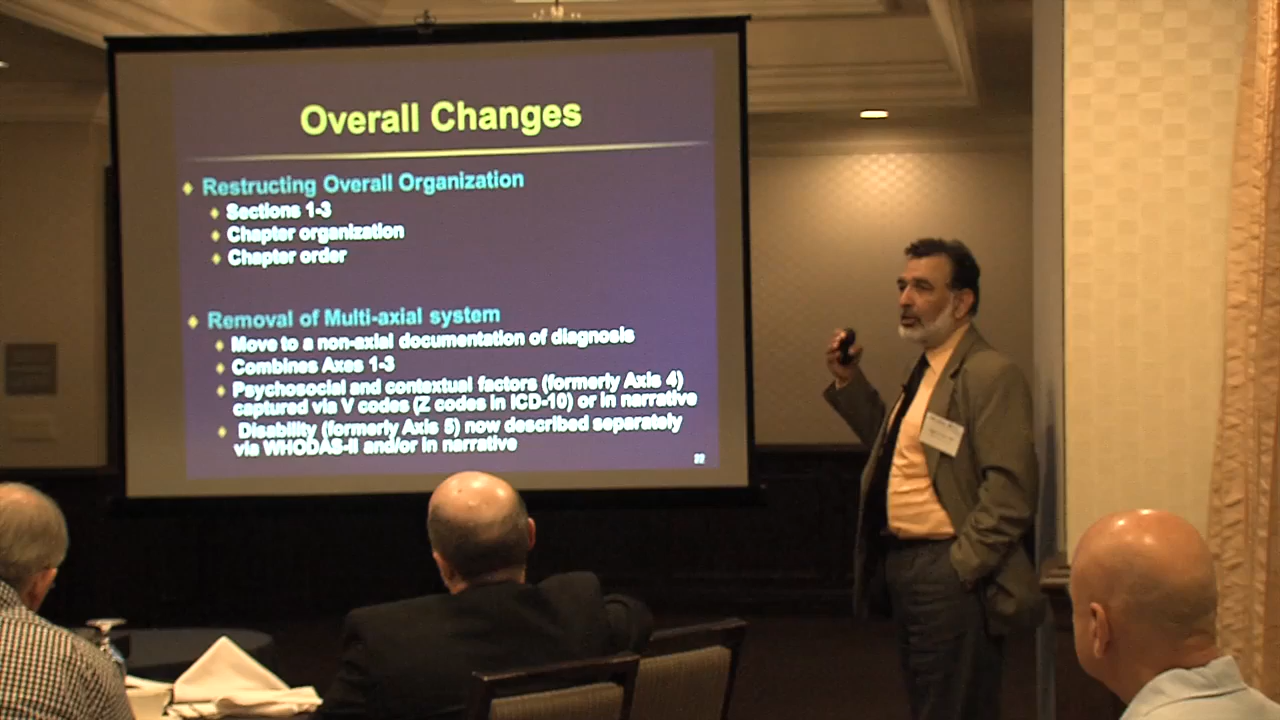 Overall Changes
Restructing Overall Organization
Sections 1-3
Chapter organization
Chapter order
Removal of Multi-axial system
Move to a non-axial documentation of diagnosis
Combines Axes 1-3
Psychosocial and contextual factors (formerly Axis 4)
captured via V codes (Z codes in ICD-10) or in narrative
Disability (formerly Axis 5) now described separately
via WHODAS-II and/or in narrative
22